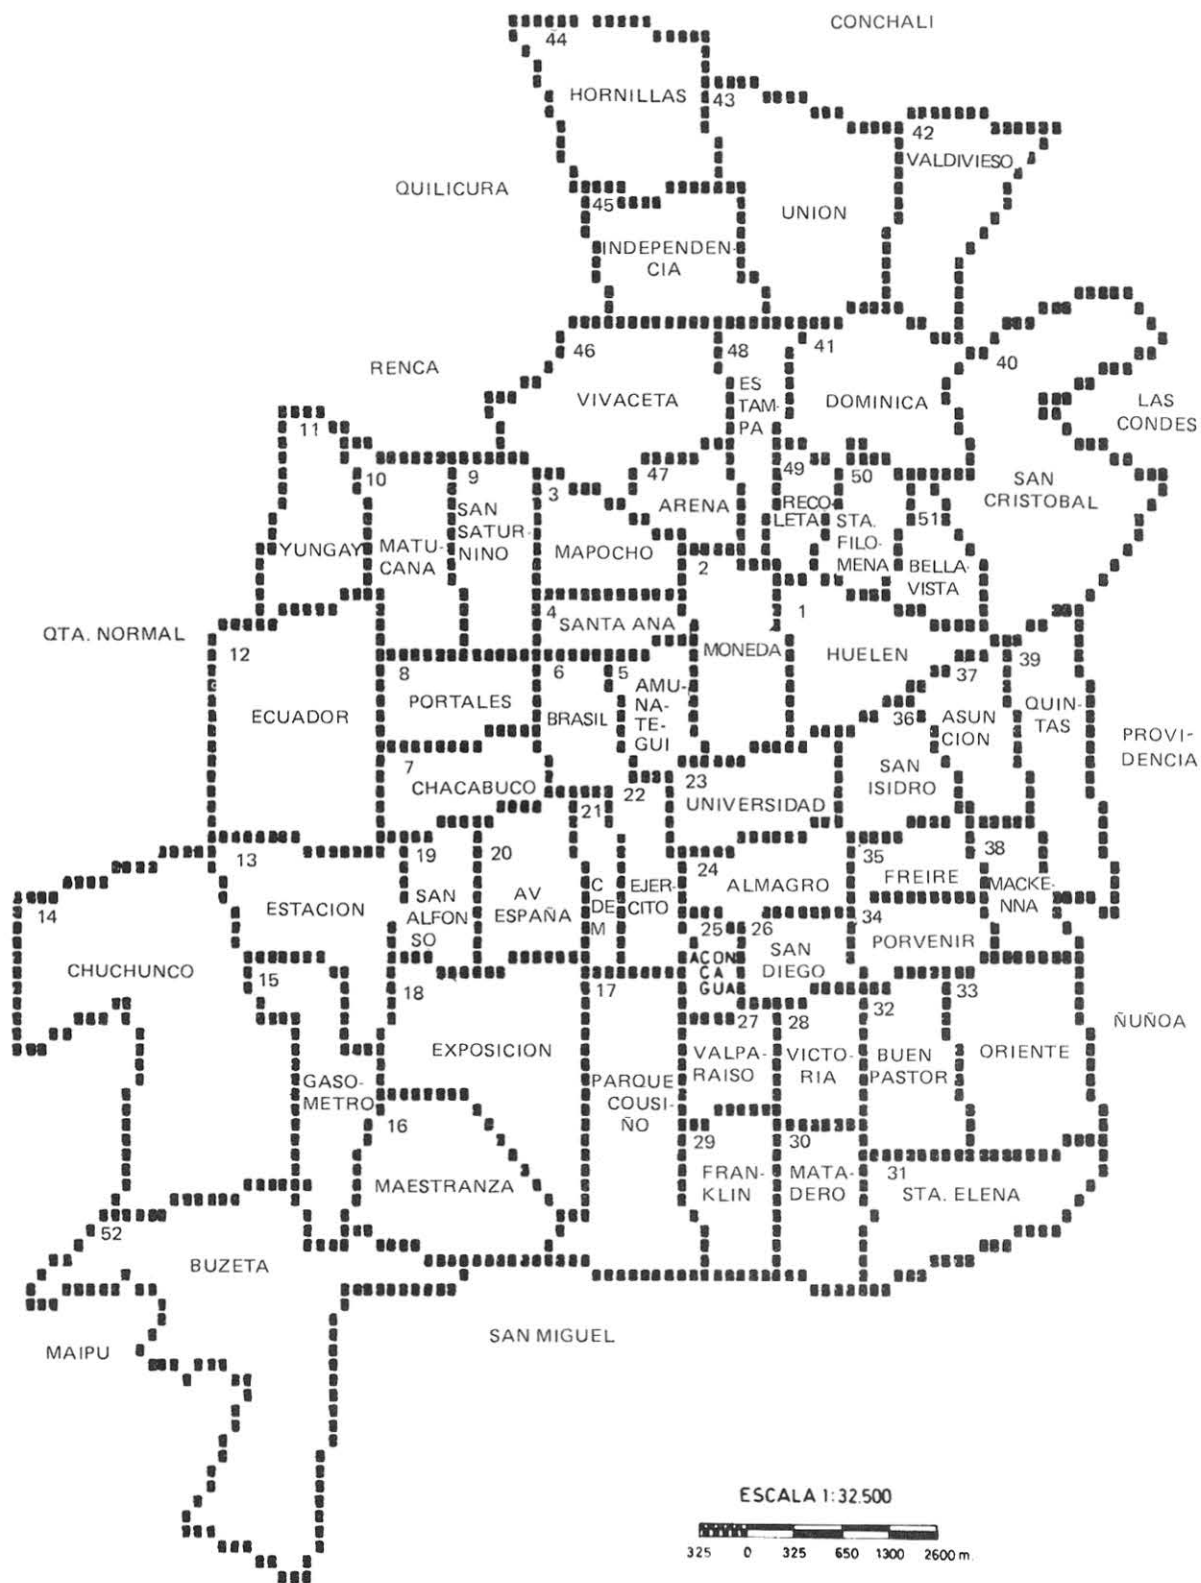 CONCHALI
44
HORNILLAS
43
42
VALDIVIESO
QUILICURA
45
UNION
INDEPENDEN-
CIA
46
48
41
40
RENCA
VIVACETA
ES
TAM-
PA
DOMINICA
LAS
CONDES
11
10
9
3
47
49
50
SAN
CRISTOBAL
SAN
SATUR-
NINO
ARENA
RECO-
LETA
STA.
FILO-
MENA
51
YUNGAY
MATU-
CANA
MAPOCHO
2
BELLA-
VISTA
4
SANTA ANA
1
QTA. NORMAL
12
8
6
5
MONEDA
HUELEN
37
39
ECUADOR
PORTALES
BRASIL
AMU-
NA-
TE-
GUI
36
ASUN
CION
QUIN-
TAS
PROVI-
DENCIA
7
CHACABUCO
22
23
SAN
ISIDRO
21
UNIVERSIDAD
13
19
20
24
35
38
14
ESTACION
SAN
ALFON
SO
AV
ESPAÑA
C
DE
M
EJER-
CITO
ALMAGRO
FREIRE
MACKE-
NNA
34
25
26
CHUCHUNCO
15
18
17
ACON
CA
GUA
SAN
DIEGO
PORVENIR
33
32
27
28
ÑUÑOA
EXPOSICION
VALPA-
RAISO
VICTO-
RIA
BUEN
PASTOR
ORIENTE
GASO-
METRO
PARQUE
COUSI-
ÑO
16
29
30
31
MAESTRANZA
FRAN-
KLIN
MATA-
DERO
STA. ELENA
52
BUZETA
MAIPU
SAN MIGUEL
ESCALA 1:32.500
325 0 325 650 1300 2600 m.